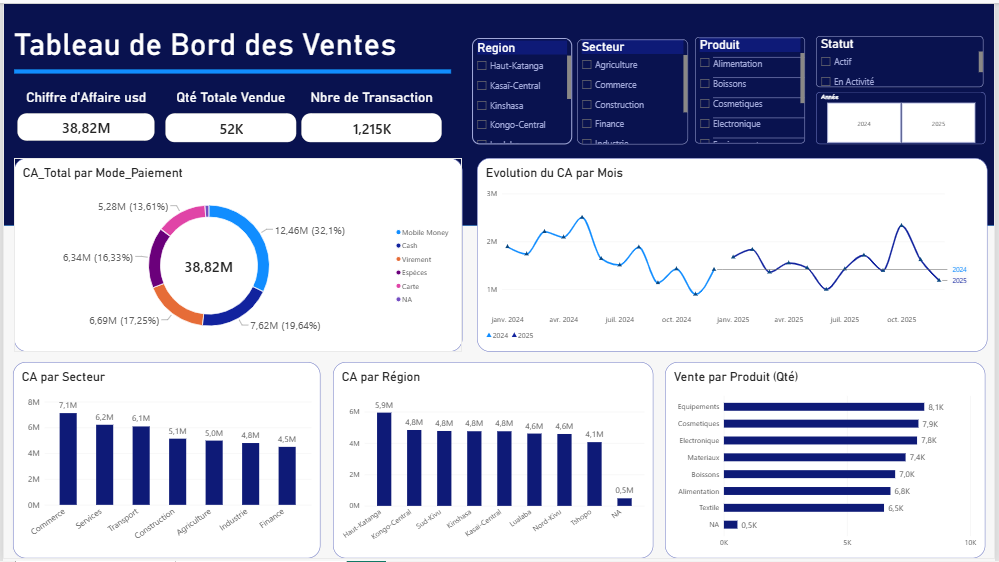 Tableau de Bord des Ventes
Chiffre d'Affaire usd
38,82M
Qté Totale Vendue
52K
Nbre de Transaction
1,215K
Region
Haut-Katanga
Kasaï-Central
Kinshasa
Kongo-Central
Secteur
Agriculture
Commerce
Construction
Finance
Industrie
Produit
Alimentation
Boissons
Cosmetiques
Electronique
Statut
Actif
En Activité
Année
2024
2025
CA_Total par Mode_Paiement
5,28M (13,61%)
12,46M (32,1%)
6,34M (16,33%)
38,82M
6,69M (17,25%)
7,62M (19,64%)
Mobile Money
Cash
Virement
Espèces
Carte
NA
Evolution du CA par Mois
3M
2M
1M
2024
2025
janv. 2024
avr. 2024
juil. 2024
oct. 2024
janv. 2025
avr. 2025
juil. 2025
oct. 2025
2024
2025
CA par Secteur
8M
6M
4M
2M
0M
7,1M
6,2M
6,1M
5,1M
5,0M
4,8M
4,5M
Commerce
Services
Transport
Construction
Agriculture
Industrie
Finance
CA par Région
6M
4M
2M
0M
5,9M
4,8M
4,8M
4,8M
4,8M
4,6M
4,6M
4,1M
0,5M
Haut-Katanga
Kongo-Central
Sud-Kivu
Kinshasa
Kasaï-Central
Lualaba
Nord-Kivu
Tshopo
NA
Vente par Produit (Qté)
Equipements 8,1K
Cosmetiques 7,9K
Electronique 7,8K
Materiaux 7,4K
Boissons 7,0K
Alimentation 6,8K
Textile 6,5K
NA 0,5K
0K
5K
10K